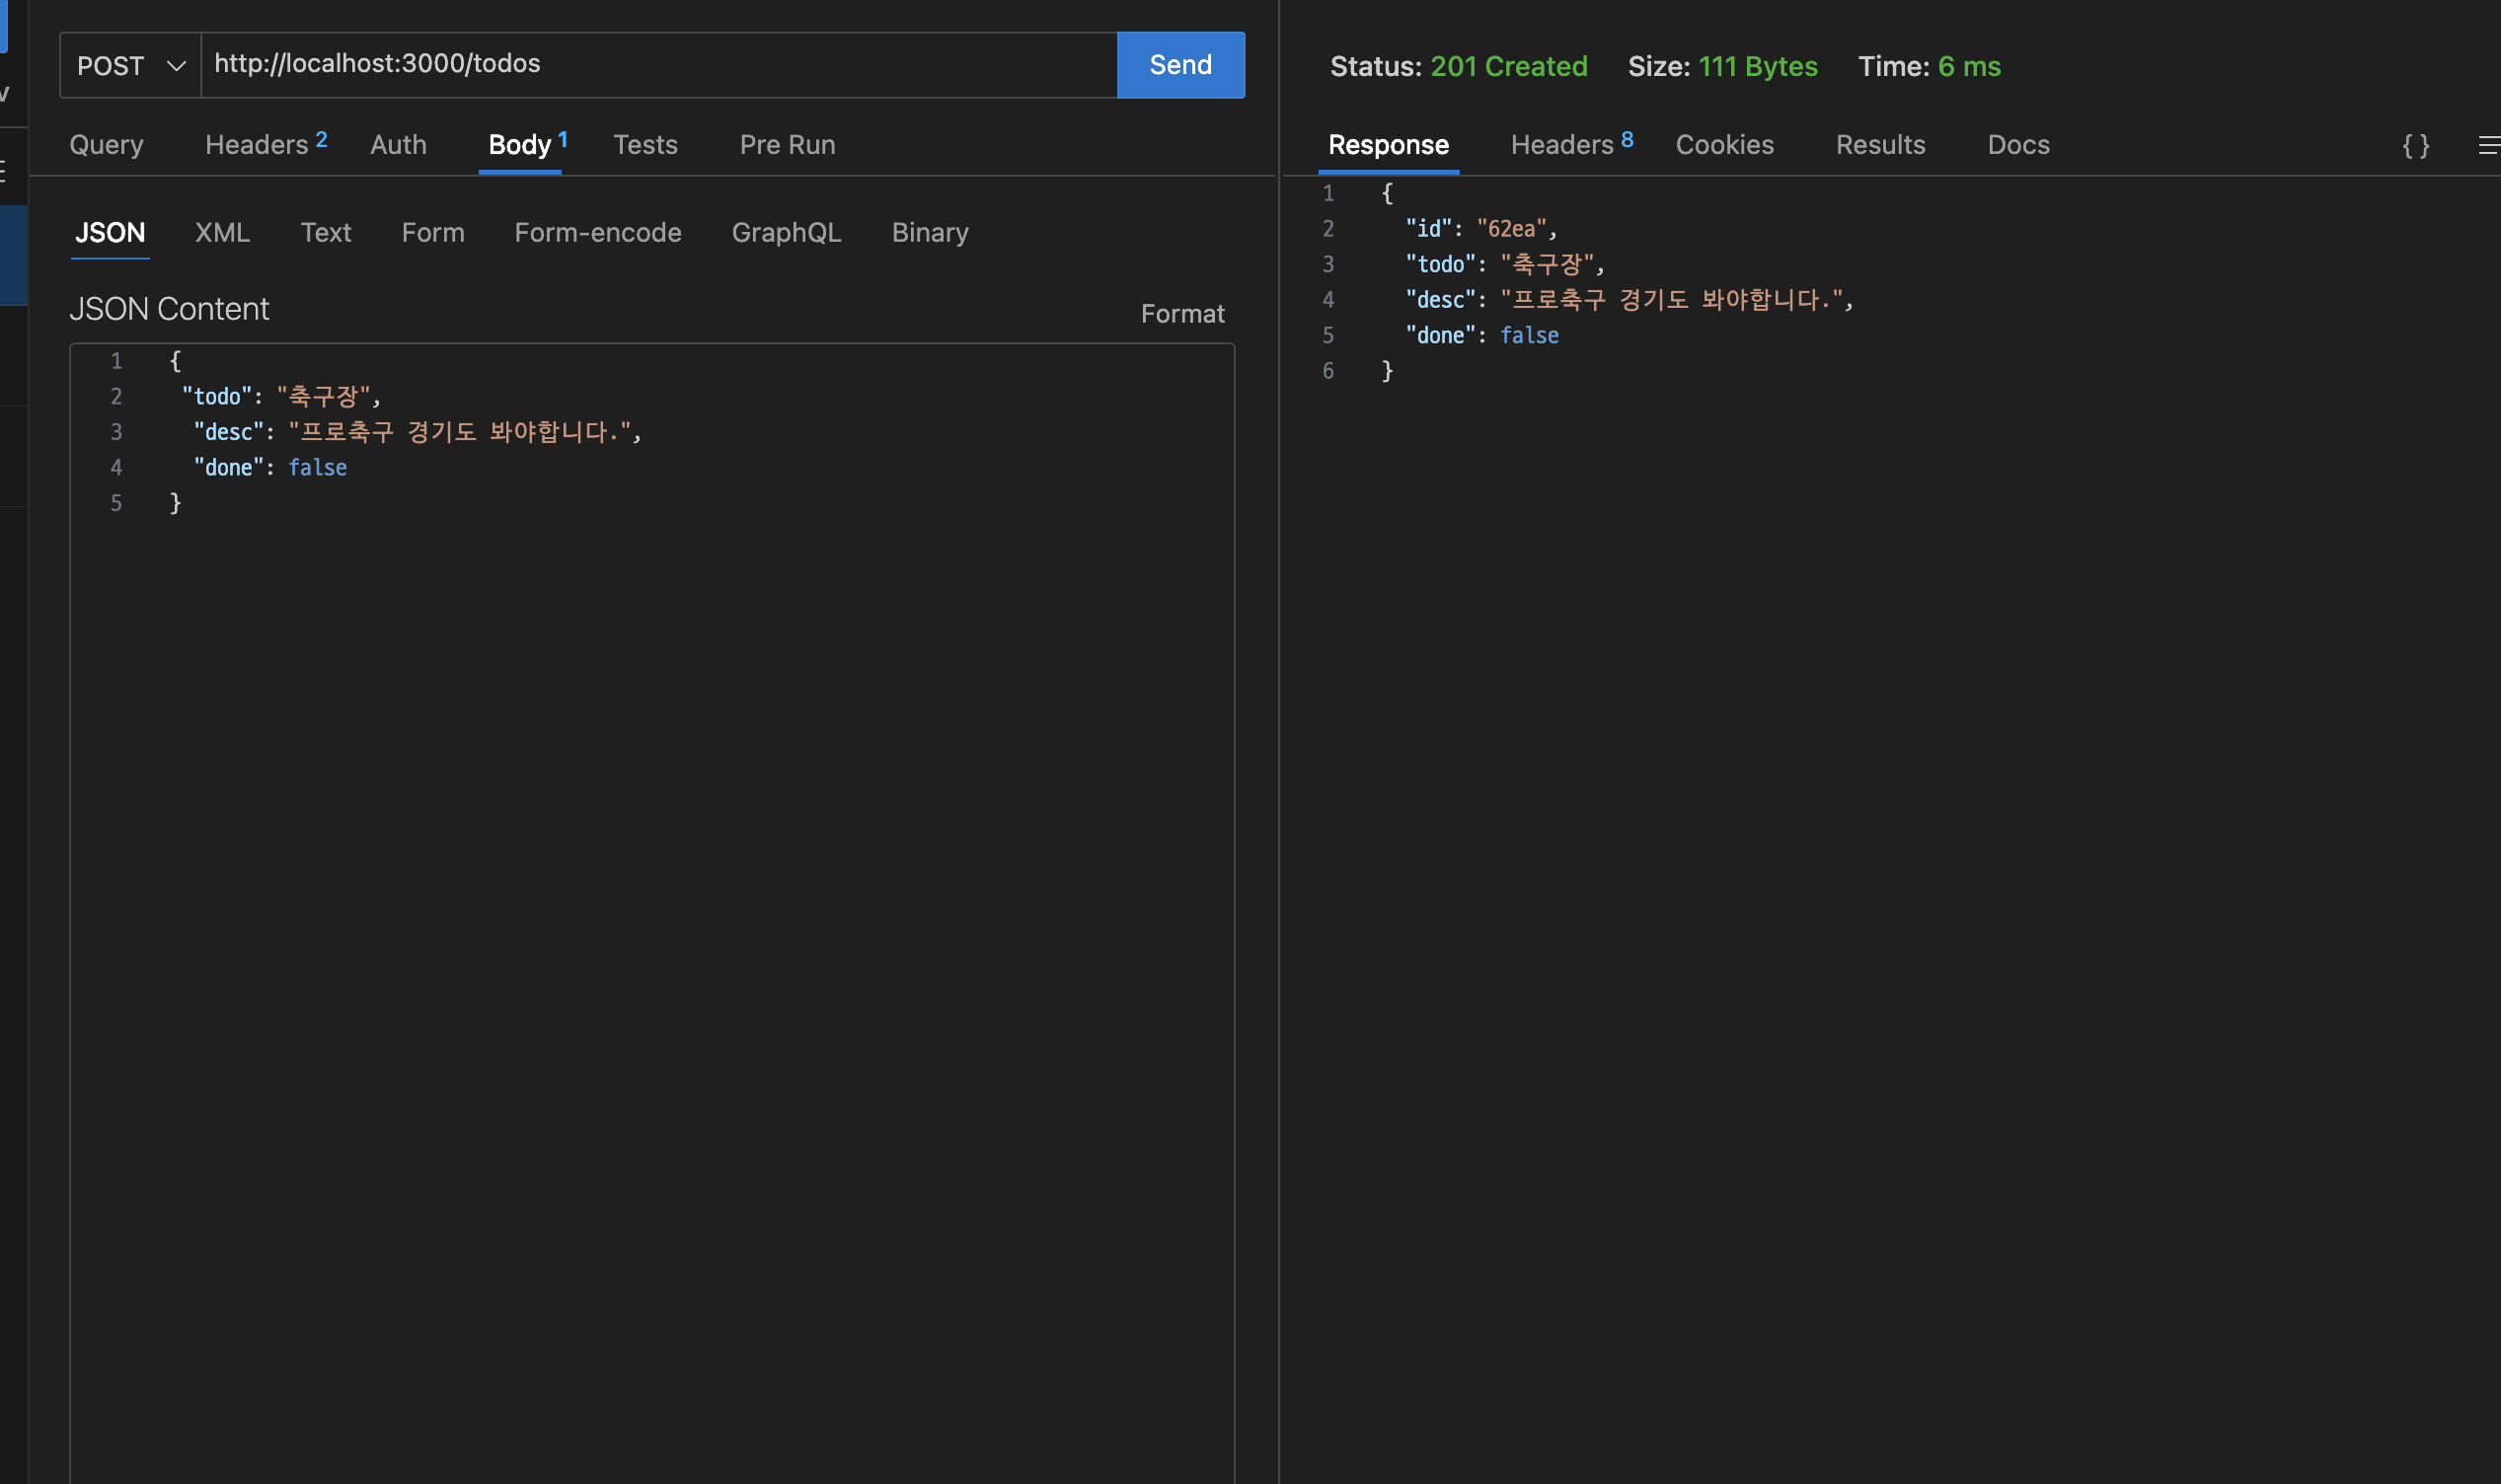 POST http://localhost:3000/todos Send
Query Headers 2 Auth Body 1 Tests Pre Run
JSON XML Text Form Form-encode GraphQL Binary
JSON Content Format
1 {
2 "todo": "축구장",
3 "desc": "프로축구 경기도 봐야합니다.",
4 "done": false
5 }
Status: 201 Created Size: 111 Bytes Time: 6 ms
Response Headers 8 Cookies Results Docs { }
1 {
2 "id": "62ea",
3 "todo": "축구장",
4 "desc": "프로축구 경기도 봐야합니다.",
5 "done": false
6 }